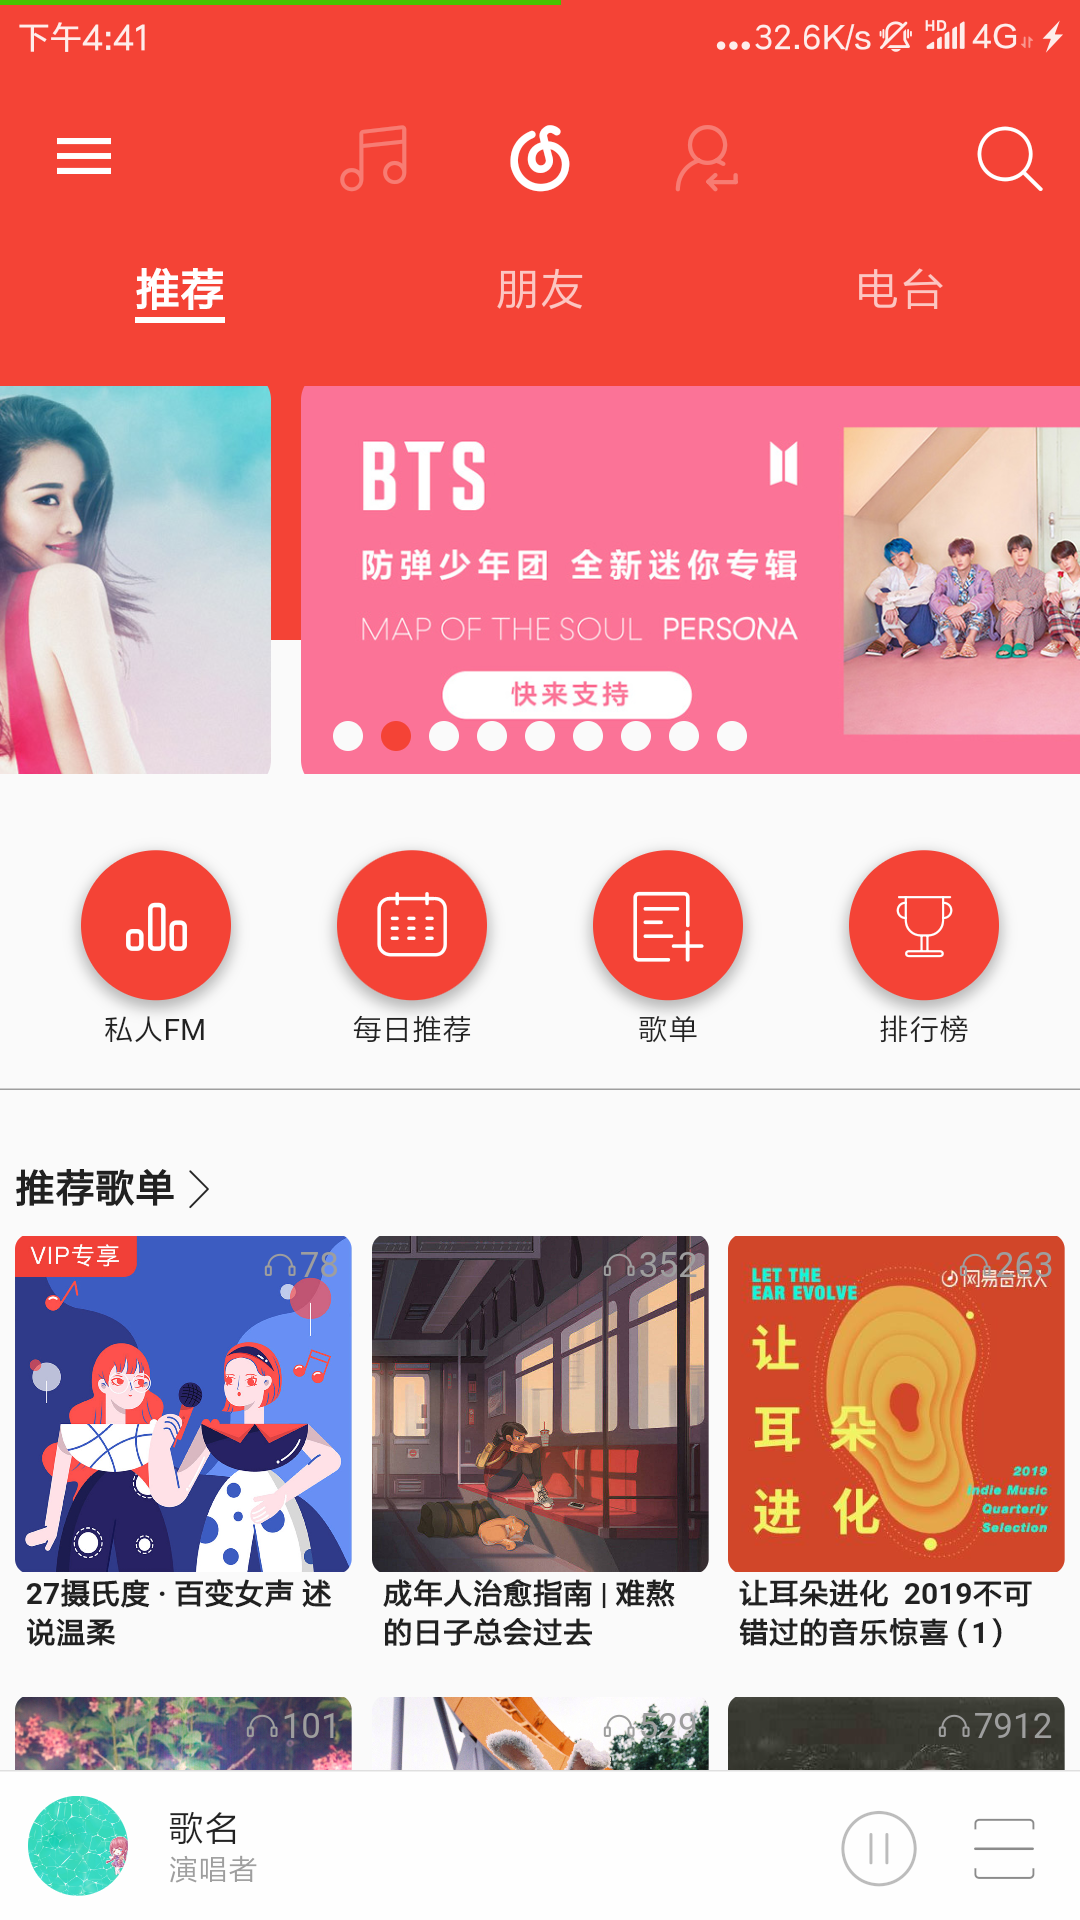 下午4:41
...32.6K/s HD 4G
推荐 朋友 电台
BTS
防弹少年团 全新迷你专辑
MAP OF THE SOUL PERSONA
快来支持
私人FM 每日推荐 歌单 排行榜
推荐歌单
VIP专享
78
352
263
LET THE
EAR EVOLVE
网易音乐人
让
耳朵
进化
2019
Indie Music
Quarterly
Selection
27摄氏度 · 百变女声 述
说温柔
成年人治愈指南 | 难熬
的日子总会过去
让耳朵进化 2019不可
错过的音乐惊喜 (1)
101
529
7912
歌名
演唱者